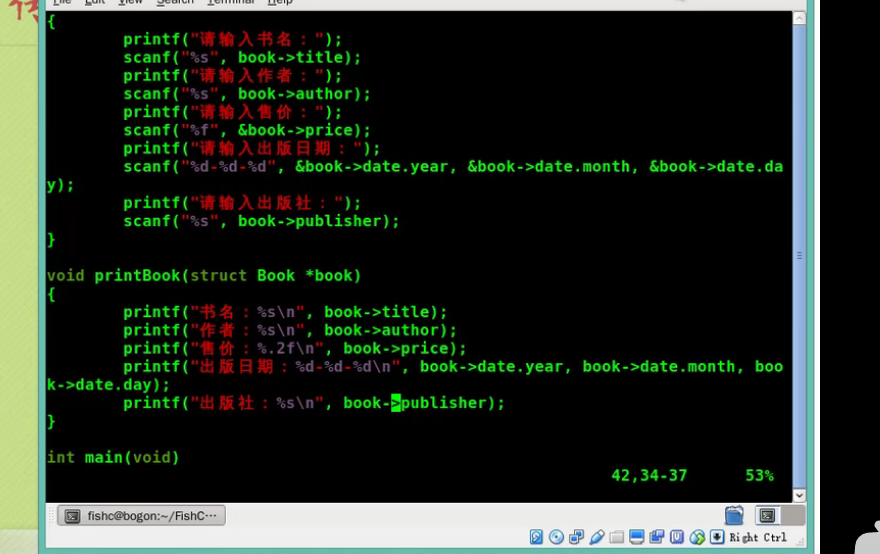 File Edit View Search Terminal Help
{
printf("请输入书名：");
scanf("%s", book->title);
printf("请输入作者：");
scanf("%s", book->author);
printf("请输入售价：");
scanf("%f", &book->price);
printf("请输入出版日期：");
scanf("%d-%d-%d", &book->date.year, &book->date.month, &book->date.da
y);
printf("请输入出版社：");
scanf("%s", book->publisher);
}
void printBook(struct Book *book)
{
printf("书名：%s\n", book->title);
printf("作者：%s\n", book->author);
printf("售价：%.2f\n", book->price);
printf("出版日期：%d-%d-%d\n", book->date.year, book->date.month, boo
k->date.day);
printf("出版社：%s\n", book->publisher);
}
int main(void)
42,34-37 53%
fishc@bogon:~/FishC···
Right Ctrl